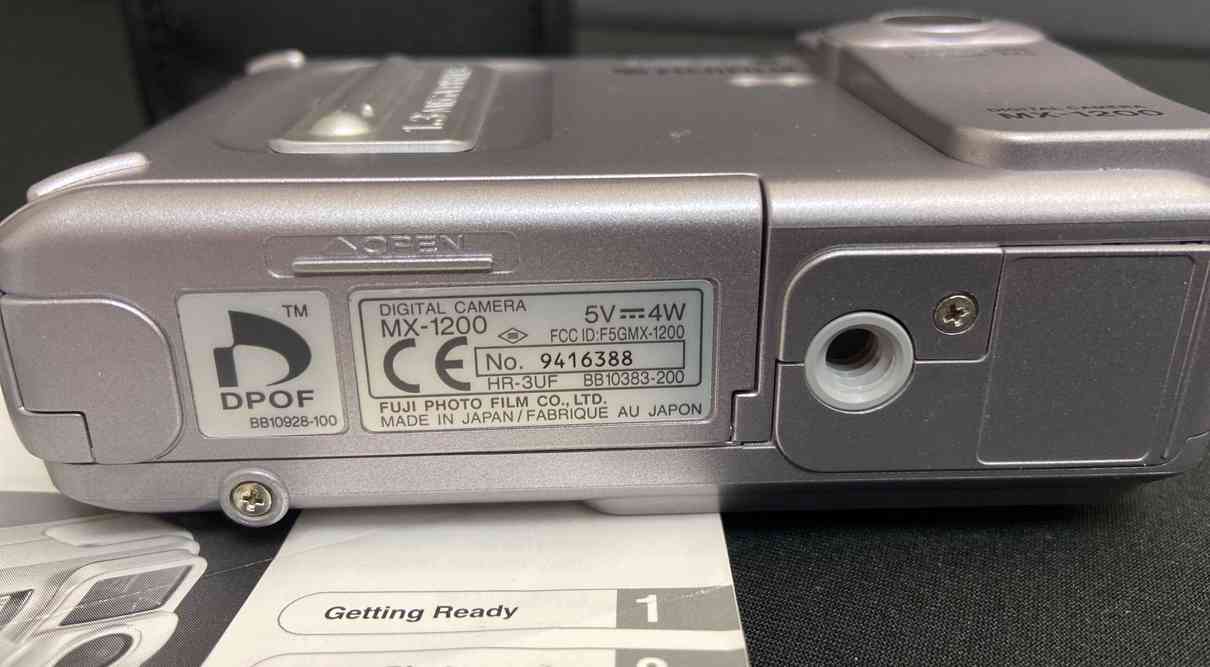 1.3 MEGA PIXELS
DIGITAL CAMERA
MX-1200
OPEN
TM
DPOF
BB10928-100
DIGITAL CAMERA
5V⎓4W
MX-1200
FCC ID:F5GMX-1200
CE
No. 9416388
HR-3UF BB10383-200
FUJI PHOTO FILM CO., LTD.
MADE IN JAPAN/FABRIQUE AU JAPON
Getting Ready 1